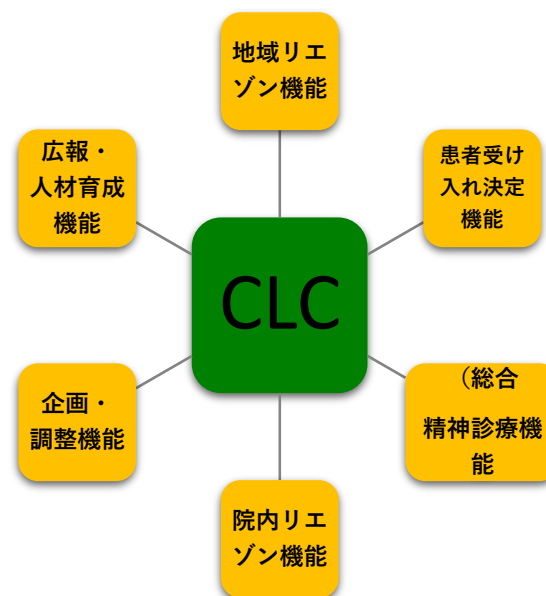 地域リエ
ゾン機能
広報・
人材育成
機能
患者受け
入れ決定
機能
CLC
企画・
調整機能
（総合
精神診療機
能
院内リエ
ゾン機能